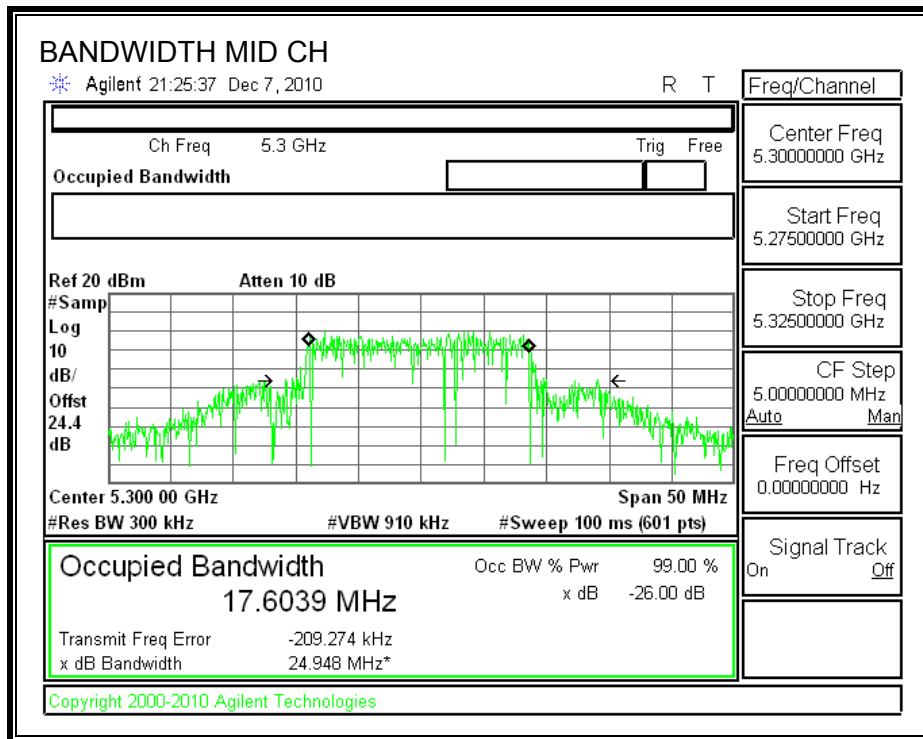 BANDWIDTH MID CH
Agilent 21:25:37 Dec 7, 2010 R T
Freq/Channel
Ch Freq 5.3 GHz Trig Free
Occupied Bandwidth
Center Freq
5.30000000 GHz
Start Freq
5.27500000 GHz
Stop Freq
5.32500000 GHz
CF Step
5.00000000 MHz
Auto Man
Freq Offset
0.00000000 Hz
Signal Track
On Off
Ref 20 dBm Atten 10 dB
#Samp
Log
10
dB/
Offst
24.4
dB
Center 5.300 00 GHz Span 50 MHz
#Res BW 300 kHz #VBW 910 kHz #Sweep 100 ms (601 pts)
Occupied Bandwidth Occ BW % Pwr 99.00 %
17.6039 MHz x dB -26.00 dB
Transmit Freq Error -209.274 kHz
x dB Bandwidth 24.948 MHz*
Copyright 2000-2010 Agilent Technologies